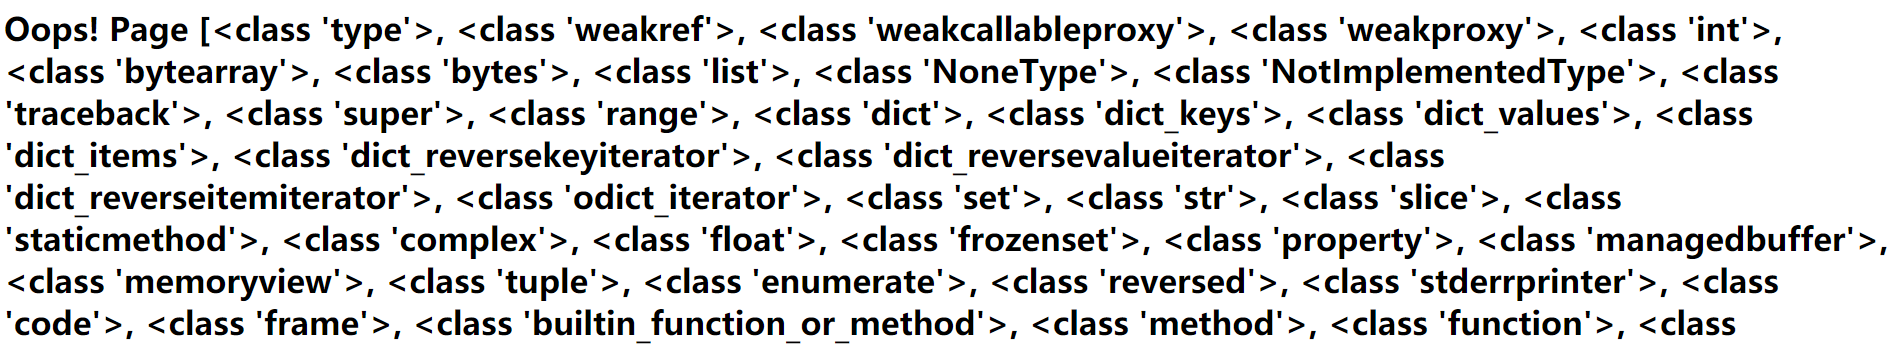 Oops! Page [<class 'type'>, <class 'weakref'>, <class 'weakcallableproxy'>, <class 'weakproxy'>, <class 'int'>,
<class 'bytearray'>, <class 'bytes'>, <class 'list'>, <class 'NoneType'>, <class 'NotImplementedType'>, <class
'traceback'>, <class 'super'>, <class 'range'>, <class 'dict'>, <class 'dict_keys'>, <class 'dict_values'>, <class
'dict_items'>, <class 'dict_reversekeyiterator'>, <class 'dict_reversevalueiterator'>, <class
'dict_reverseitemiterator'>, <class 'odict_iterator'>, <class 'set'>, <class 'str'>, <class 'slice'>, <class
'staticmethod'>, <class 'complex'>, <class 'float'>, <class 'frozenset'>, <class 'property'>, <class 'managedbuffer'>,
<class 'memoryview'>, <class 'tuple'>, <class 'enumerate'>, <class 'reversed'>, <class 'stderrprinter'>, <class
'code'>, <class 'frame'>, <class 'builtin_function_or_method'>, <class 'method'>, <class 'function'>, <class